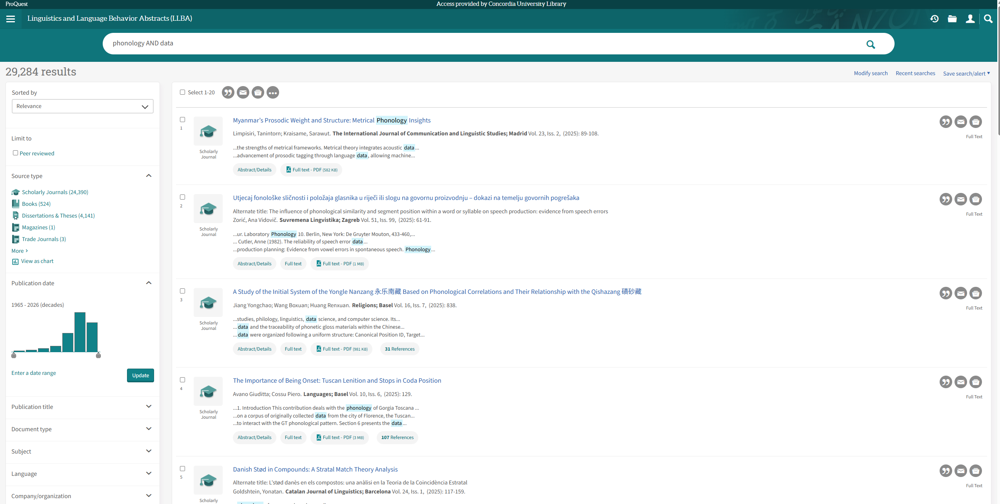 ProQuest
Access provided by Concordia University Library
Linguistics and Language Behavior Abstracts (LLBA)
phonology AND data
29,284 results
Modify search
Recent searches
Save search/alert
Sorted by
Relevance
Limit to
Peer reviewed
Source type
Scholarly Journals (24,390)
Books (524)
Dissertations & Theses (4,141)
Magazines (1)
Trade Journals (3)
More >
View as chart
Publication date
1965 - 2026 (decades)
Enter a date range
Update
Publication title
Document type
Subject
Language
Company/organization
Select 1-20
1
Scholarly
Journal
Myanmar's Prosodic Weight and Structure: Metrical Phonology Insights
Limpisiri, Tanintorn; Kraisame, Sarawut. The International Journal of Communication and Linguistic Studies; Madrid Vol. 23, Iss. 2, (2025): 89-108.
...the strengths of metrical frameworks. Metrical theory integrates acoustic data...
...advancement of prosodic tagging through language data, allowing machine...
Abstract/Details
Full text - PDF (582 KB)
Full Text
2
Scholarly
Journal
Utjecaj fonološke sličnosti i položaja glasnika u riječi ili slogu na govornu proizvodnju – dokazi na temelju govornih pogrešaka
Alternate title: The influence of phonological similarity and segment position within a word or syllable on speech production: evidence from speech errors
Zorić, Ana Vidovič. Suvremena Lingvistika; Zagreb Vol. 51, Iss. 99, (2025): 61-91.
...ur. Laboratory Phonology 10. Berlin, New York: De Gruyter Mouton, 433-460,...
... Cutler, Anne (1982). The reliability of speech error data...
...production planning: Evidence from vowel errors in spontaneous speech. Phonology...
Abstract/Details
Full text
Full text - PDF (1 MB)
Full Text
3
Scholarly
Journal
A Study of the Initial System of the Yongle Nanzang 永乐南藏 Based on Phonological Correlations and Their Relationship with the Qishazang 磧砂藏
Jiang Yongchao; Wang Boxuan; Huang Renxuan. Religions; Basel Vol. 16, Iss. 7, (2025): 838.
...studies, philology, linguistics, data science, and computer science. Its...
...data and the traceability of phonetic gloss materials within the Chinese...
...data were organized following a uniform structure: Canonical Position ID, Target...
Abstract/Details
Full text
Full text - PDF (981 KB)
31 References
Full Text
4
Scholarly
Journal
The Importance of Being Onset: Tuscan Lenition and Stops in Coda Position
Avano Giuditta; Cossu Piero. Languages; Basel Vol. 10, Iss. 6, (2025): 129.
...1. Introduction This contribution deals with the phonology of Gorgia Toscana ...
...on a corpus of originally collected data from the city of Florence, the Tuscan...
...to interact with the GT phonological pattern. Section 6 presents the data...
Abstract/Details
Full text
Full text - PDF (3 MB)
107 References
Full Text
5
Scholarly
Danish Stød in Compounds: A Stratal Match Theory Analysis
Alternate title: L'stød danès en els compostos: una anàlisi en la Teoria de la Coincidència Estratal
Goldshtein, Yonatan. Catalan Journal of Linguistics; Barcelona Vol. 24, Iss. 1, (2025): 117-159.
Full Text